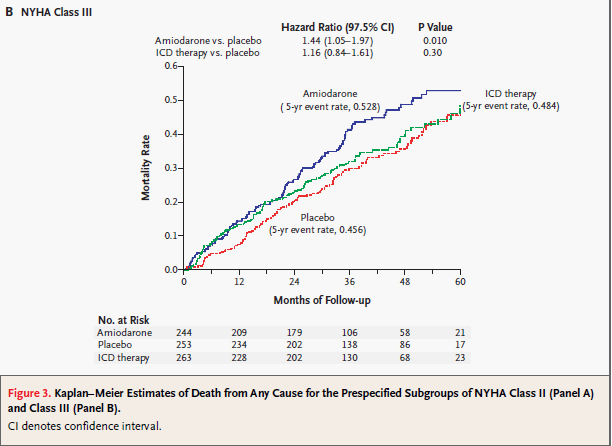 B NYHA Class III
Hazard Ratio (97.5% CI) P Value
Amiodarone vs. placebo 1.44 (1.05–1.97) 0.010
ICD therapy vs. placebo 1.16 (0.84–1.61) 0.30
0.6
0.5
0.4
0.3
0.2
0.1
0.0
Mortality Rate
Amiodarone
( 5-yr event rate, 0.528)
ICD therapy
(5-yr event rate, 0.484)
Placebo
(5-yr event rate, 0.456)
0 12 24 36 48 60
Months of Follow-up
No. at Risk
Amiodarone 244 209 179 106 58 21
Placebo 253 234 202 138 86 17
ICD therapy 263 228 202 130 68 23
Figure 3. Kaplan–Meier Estimates of Death from Any Cause for the Prespecified Subgroups of NYHA Class II (Panel A)
and Class III (Panel B).
CI denotes confidence interval.